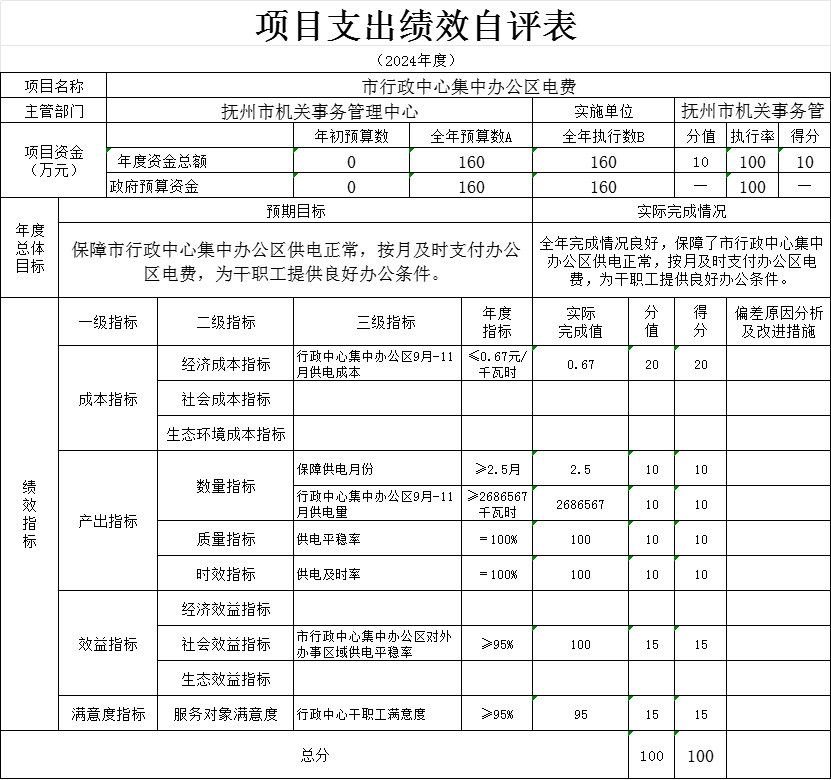 项目支出绩效自评表
（2024年度）
项目名称 市行政中心集中办公区电费
主管部门 抚州市机关事务管理中心 实施单位 抚州市机关事务管
项目资金
（万元）
年初预算数 全年预算数A 全年执行数B 分值 执行率 得分
年度资金总额 0 160 160 10 100 10
政府预算资金 0 160 160 — 100 —
年度
总体
目标
预期目标 实际完成情况
保障市行政中心集中办公区供电正常，按月及时支付办公
区电费，为干职工提供良好办公条件。
全年完成情况良好，保障了市行政中心集中
办公区供电正常，按月及时支付办公区电
费，为干职工提供良好办公条件。
绩
效
指
标
一级指标 二级指标 三级指标 年度
指标
实际
完成值
分
值
得
分
偏差原因分析
及改进措施
成本指标
经济成本指标 行政中心集中办公区9月-11
月供电成本
≤0.67元/
千瓦时
0.67 20 20
社会成本指标
生态环境成本指标
产出指标
数量指标
保障供电月份 ≥2.5月 2.5 10 10
行政中心集中办公区9月-11
月供电量
≥2686567
千瓦时
2686567 10 10
质量指标 供电平稳率 ＝100% 100 10 10
时效指标 供电及时率 ＝100% 100 10 10
效益指标
经济效益指标
社会效益指标 市行政中心集中办公区对外
办事区域供电平稳率
≥95% 100 15 15
生态效益指标
满意度指标 服务对象满意度 行政中心干职工满意度 ≥95% 95 15 15
总分 100 100